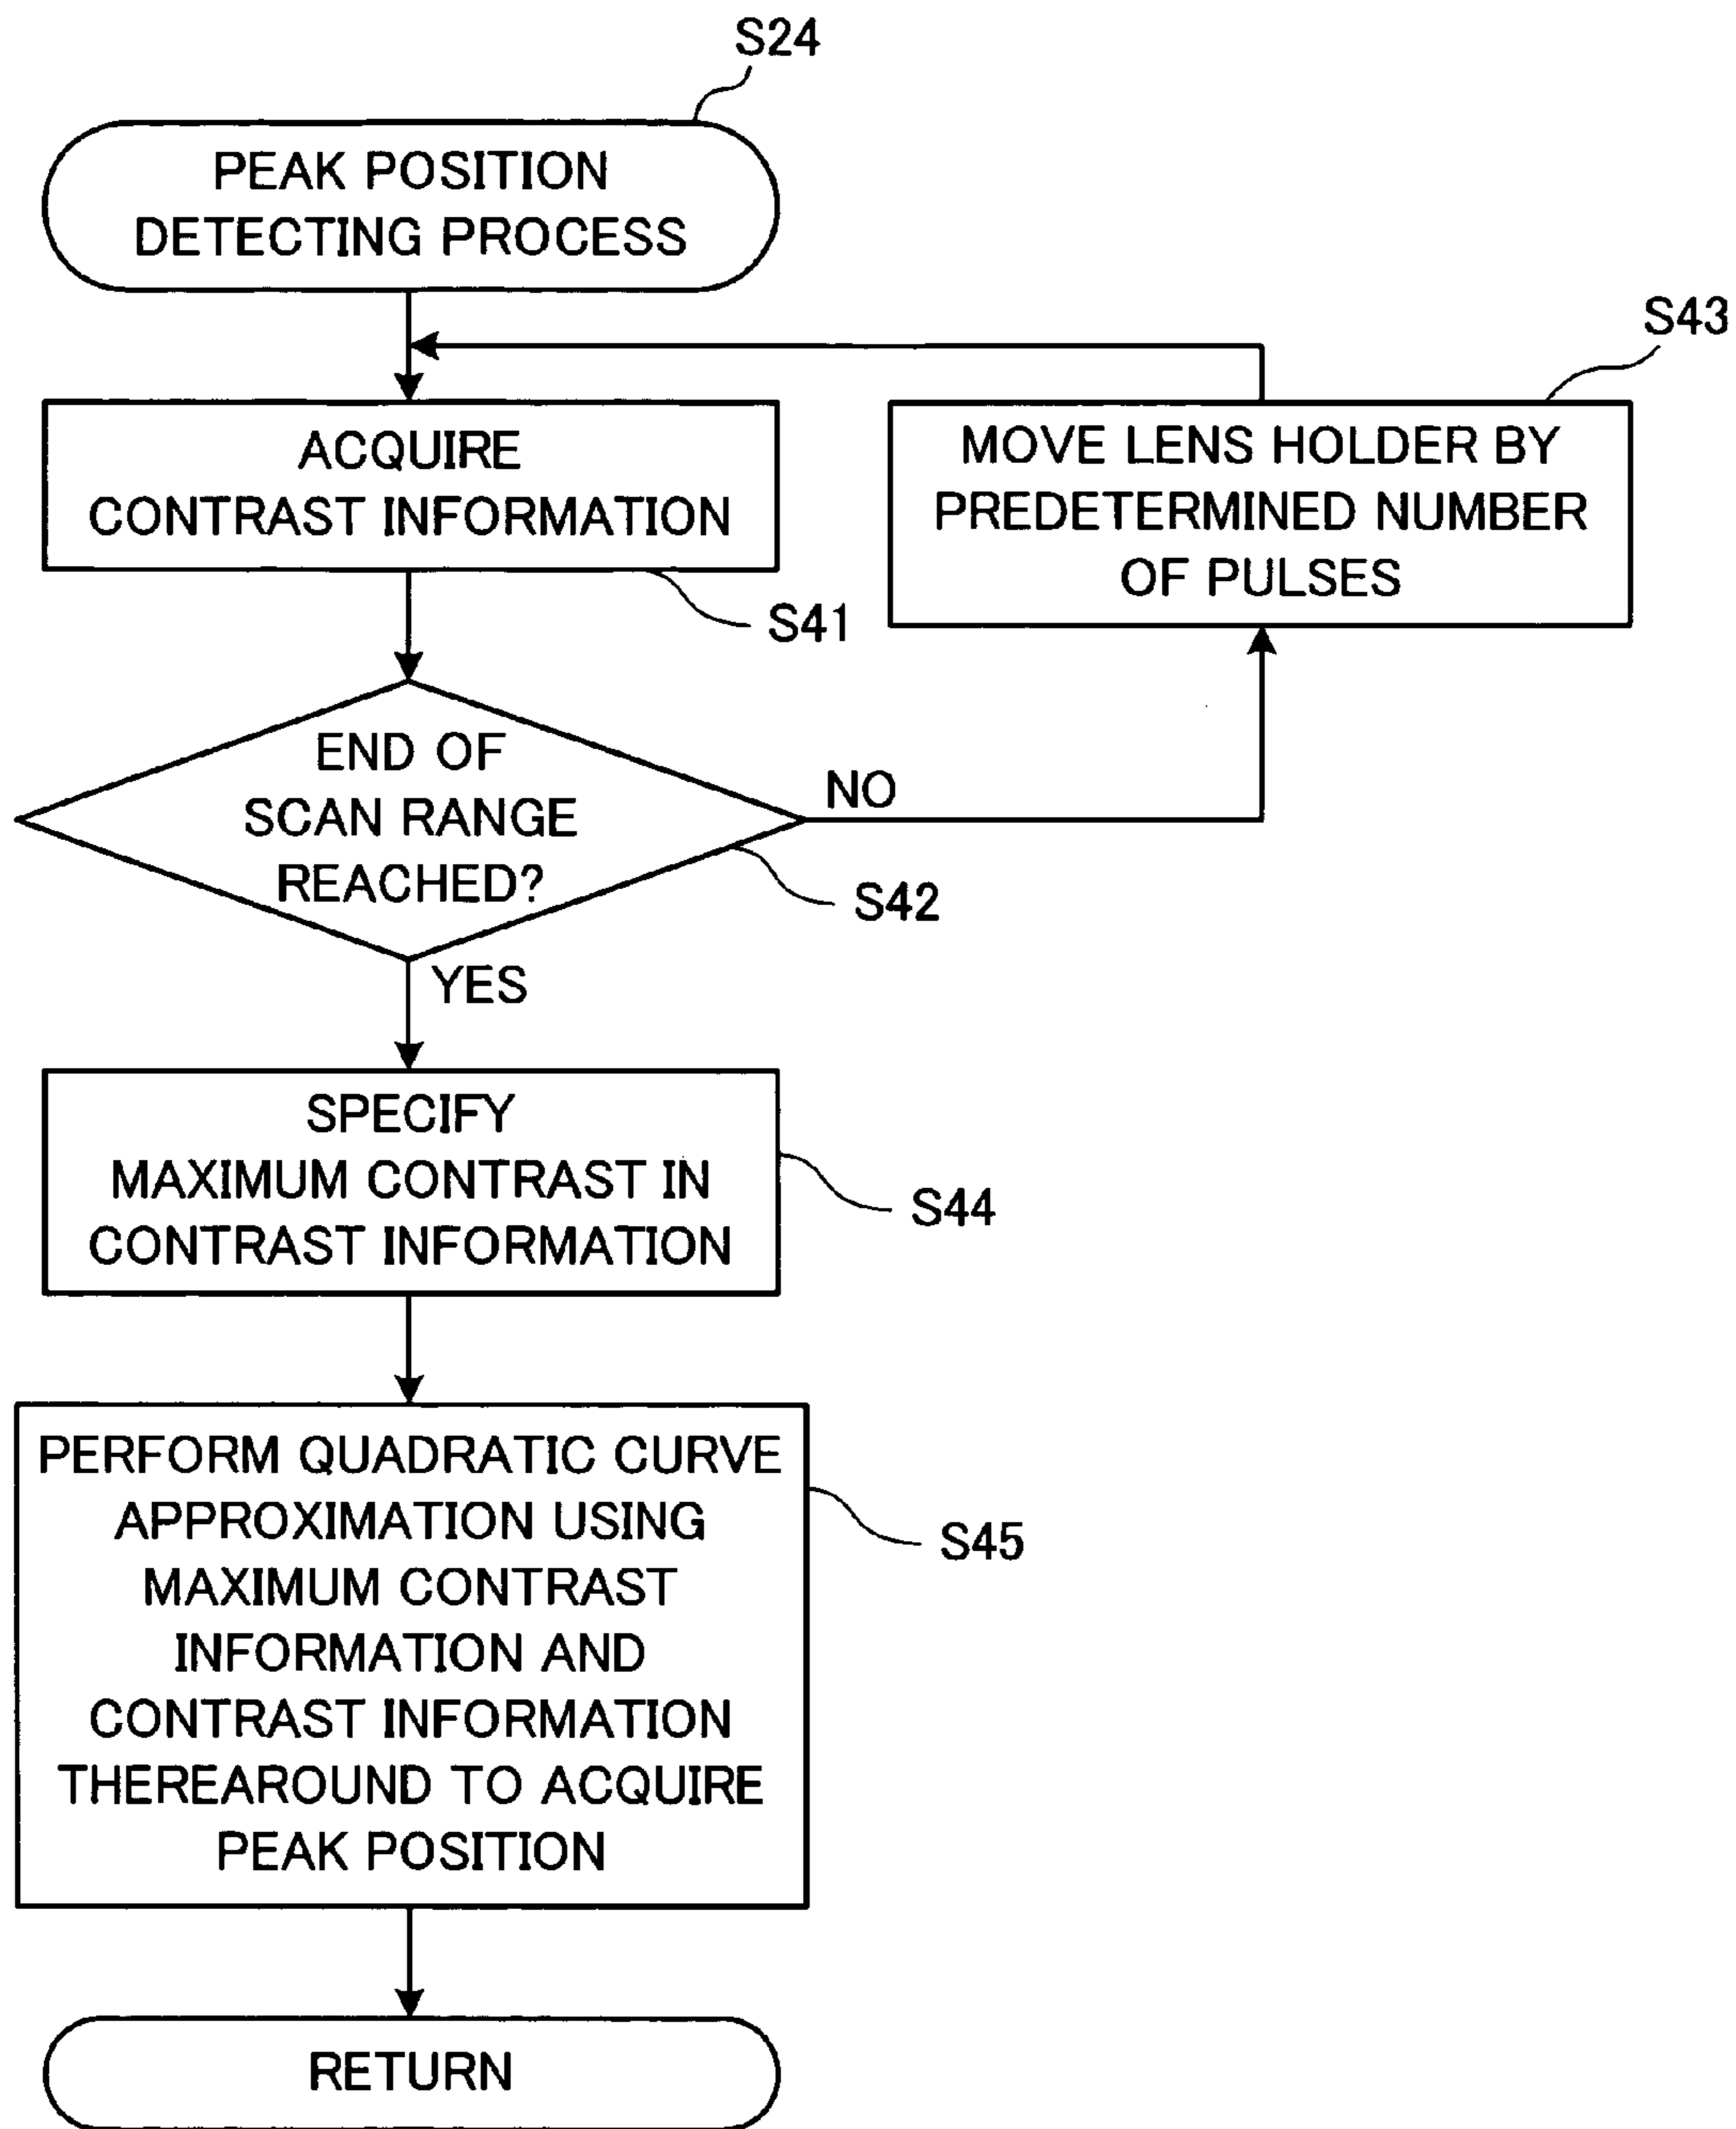 S24
PEAK POSITION
DETECTING PROCESS
S43
ACQUIRE
CONTRAST INFORMATION
S41
MOVE LENS HOLDER BY
PREDETERMINED NUMBER
OF PULSES
END OF
SCAN RANGE
REACHED?
NO
S42
YES
SPECIFY
MAXIMUM CONTRAST IN
CONTRAST INFORMATION
S44
PERFORM QUADRATIC CURVE
APPROXIMATION USING
MAXIMUM CONTRAST
INFORMATION AND
CONTRAST INFORMATION
THEREAROUND TO ACQUIRE
PEAK POSITION
S45
RETURN